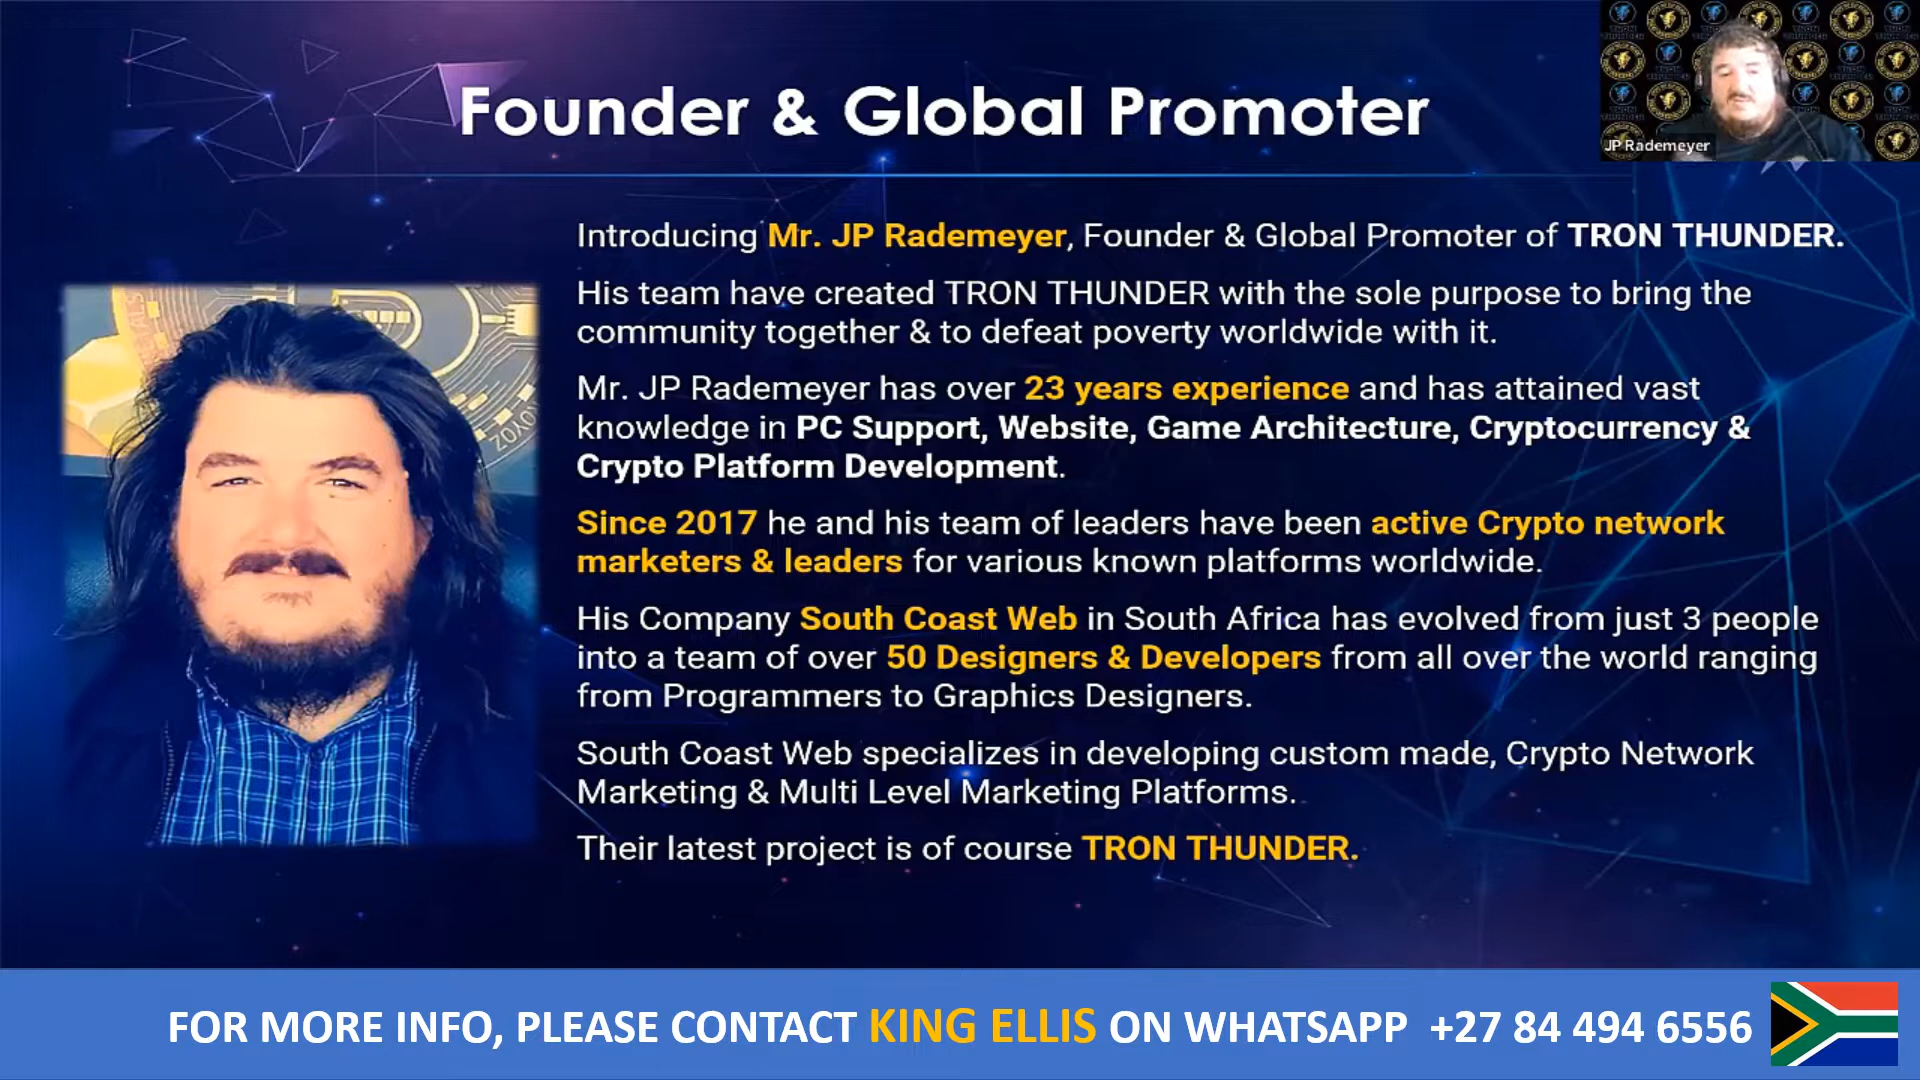 Founder & Global Promoter
JP Rademeyer
Introducing Mr. JP Rademeyer, Founder & Global Promoter of TRON THUNDER.
His team have created TRON THUNDER with the sole purpose to bring the
community together & to defeat poverty worldwide with it.
Mr. JP Rademeyer has over 23 years experience and has attained vast
knowledge in PC Support, Website, Game Architecture, Cryptocurrency &
Crypto Platform Development.
Since 2017 he and his team of leaders have been active Crypto network
marketers & leaders for various known platforms worldwide.
His Company South Coast Web in South Africa has evolved from just 3 people
into a team of over 50 Designers & Developers from all over the world ranging
from Programmers to Graphics Designers.
South Coast Web specializes in developing custom made, Crypto Network
Marketing & Multi Level Marketing Platforms.
Their latest project is of course TRON THUNDER.
FOR MORE INFO, PLEASE CONTACT KING ELLIS ON WHATSAPP +27 84 494 6556